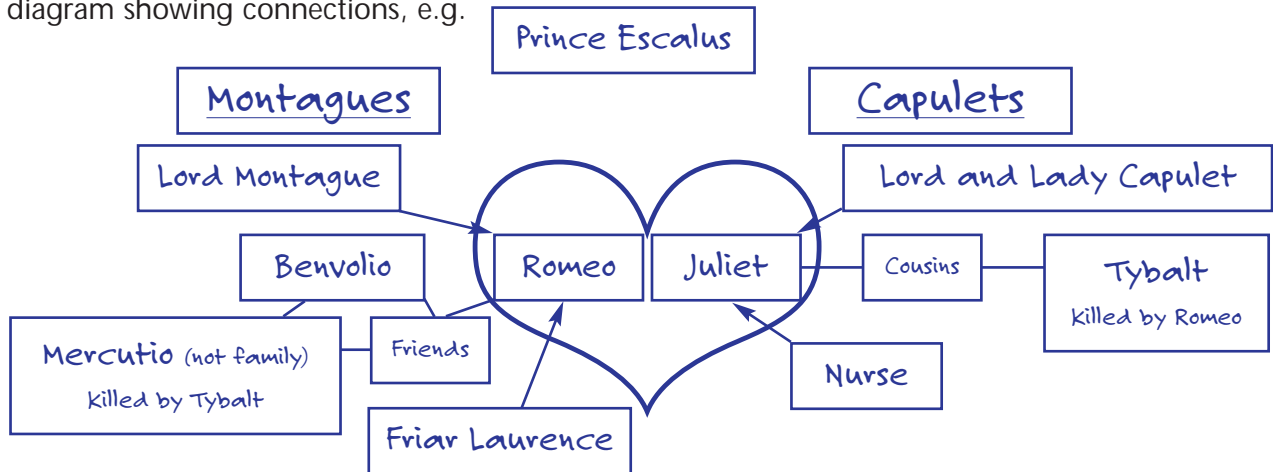 diagram showing connections, e.g.
Prince Escalus
Montagues
Capulets
Lord Montague
Lord and Lady Capulet
Benvolio
Romeo
Juliet
Cousins
Tybalt
Killed by Romeo
Mercutio (not family)
Killed by Tybalt
Friends
Nurse
Friar Laurence